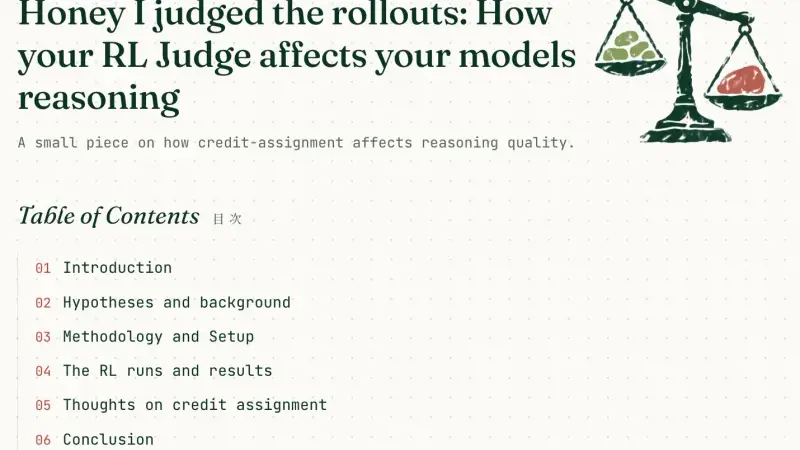 Honey I judged the rollouts: How
your RL Judge affects your models
reasoning
A small piece on how credit-assignment affects reasoning quality.
Table of Contents 目次
01 Introduction
02 Hypotheses and background
03 Methodology and Setup
04 The RL runs and results
05 Thoughts on credit assignment
06 Conclusion